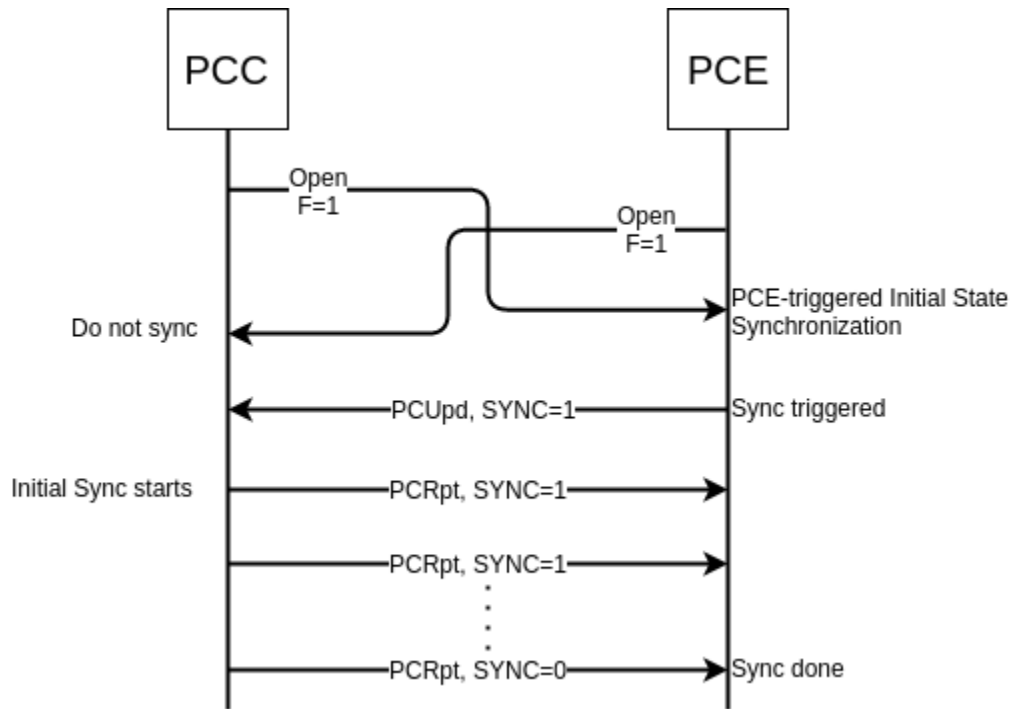 PCC
PCE
Open
F=1
Open
F=1
PCE-triggered Initial State
Synchronization
Do not sync
PCUpd, SYNC=1
Sync triggered
Initial Sync starts
PCRpt, SYNC=1
PCRpt, SYNC=1
PCRpt, SYNC=0
Sync done